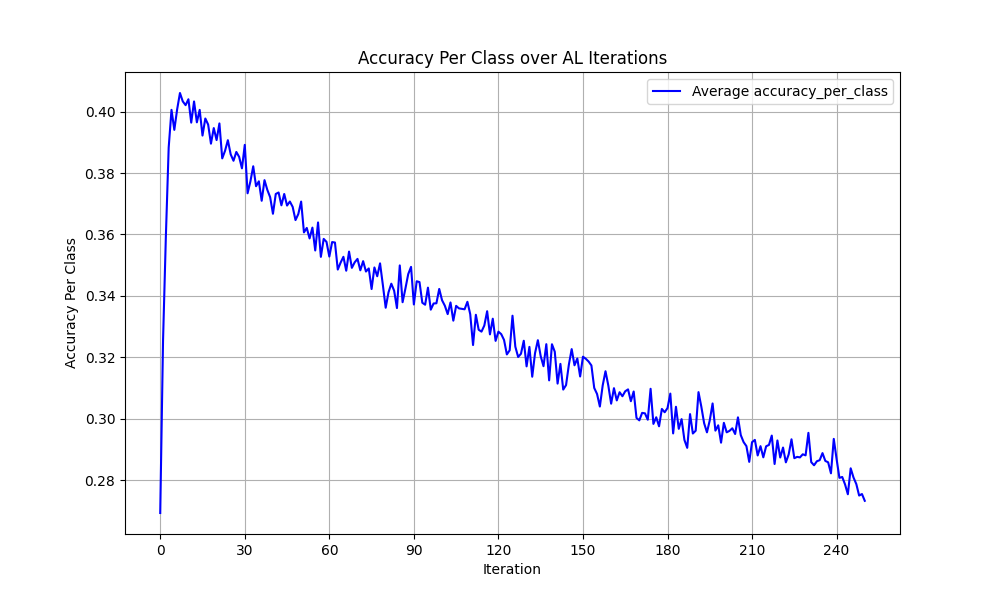 Accuracy Per Class over AL Iterations
Average accuracy_per_class
Accuracy Per Class
0.40
0.38
0.36
0.34
0.32
0.30
0.28
0 30 60 90 120 150 180 210 240
Iteration